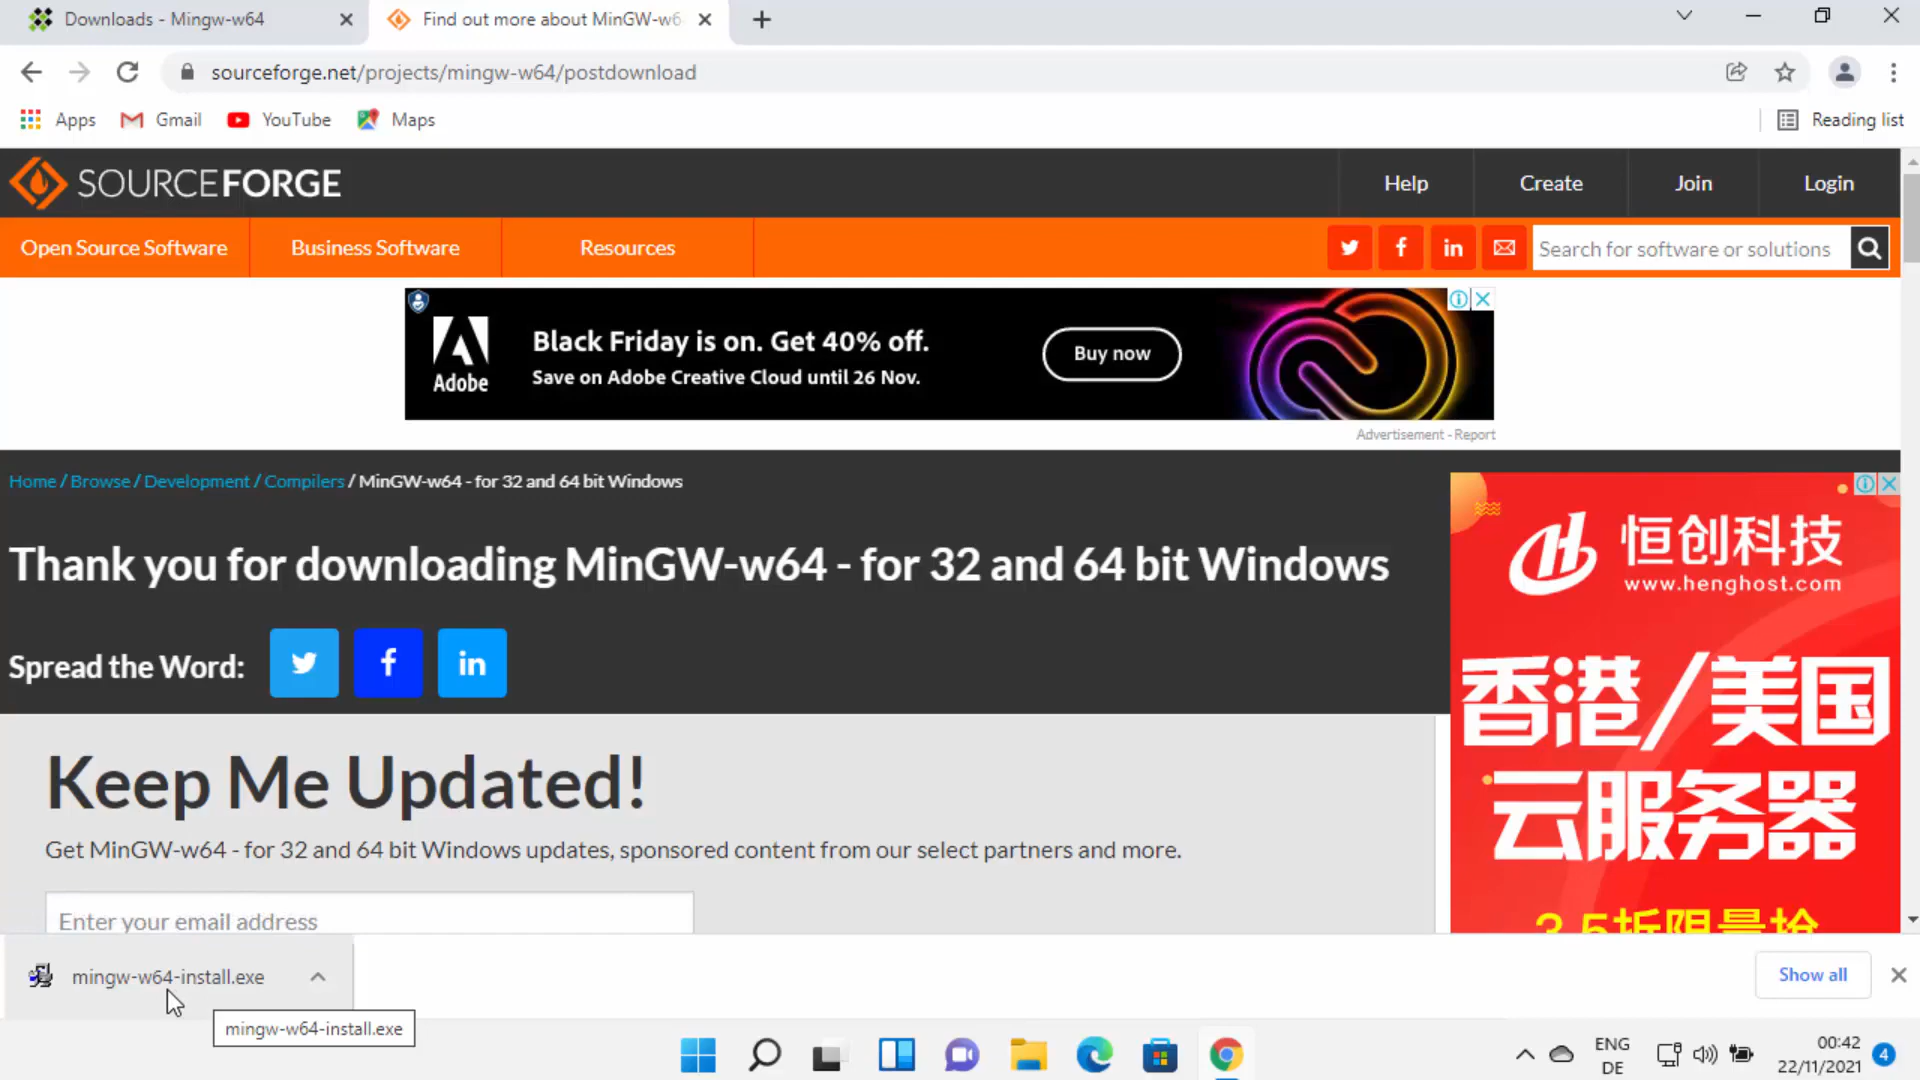 Downloads - Mingw-w64
Find out more about MinGW-w6
sourceforge.net/projects/mingw-w64/postdownload
Apps
Gmail
YouTube
Maps
Reading list
SOURCEFORGE
Help
Create
Join
Login
Open Source Software
Business Software
Resources
Search for software or solutions
Adobe
Black Friday is on. Get 40% off.
Save on Adobe Creative Cloud until 26 Nov.
Buy now
Advertisement - Report
Home / Browse / Development / Compilers / MinGW-w64 - for 32 and 64 bit Windows
Thank you for downloading MinGW-w64 - for 32 and 64 bit Windows
Spread the Word:
Keep Me Updated!
Get MinGW-w64 - for 32 and 64 bit Windows updates, sponsored content from our select partners and more.
Enter your email address
恒创科技
www.henghost.com
香港/美国
云服务器
3.5折限量抢
mingw-w64-install.exe
Show all
mingw-w64-install.exe
ENG
DE
00:42
22/11/2021
4